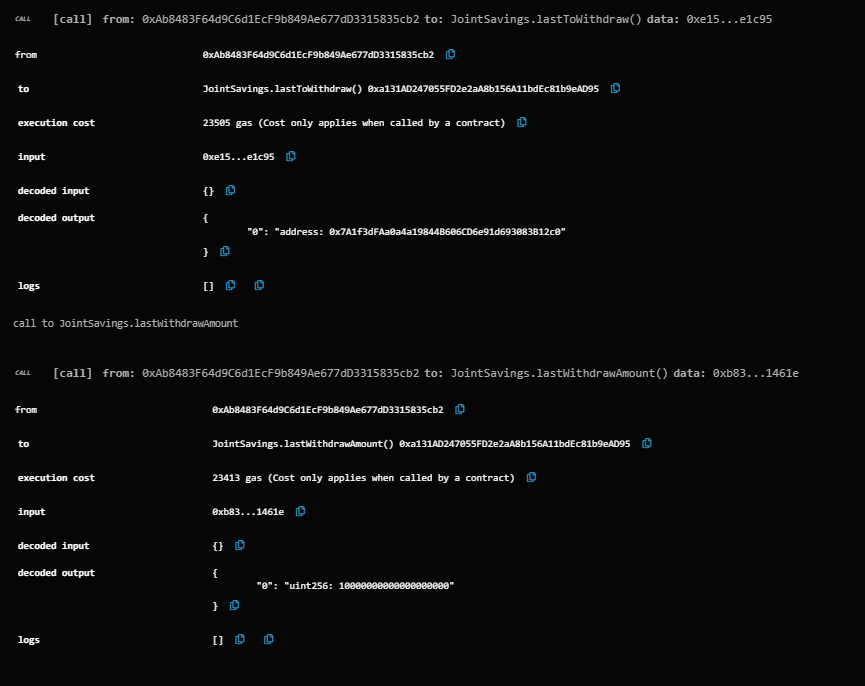 CALL [call] from: 0xAb8483F64d9C6d1EcF9b849Ae677dD3315835cb2 to: JointSavings.lastToWithdraw() data: 0xe15...e1c95
from 0xAb8483F64d9C6d1EcF9b849Ae677dD3315835cb2
to JointSavings.lastToWithdraw() 0xa131AD247055FD2e2aA8b156A11bdEc81b9eAD95
execution cost 23505 gas (Cost only applies when called by a contract)
input 0xe15...e1c95
decoded input {}
decoded output {
"0": "address: 0x7A1f3dFAa0a4a19844B606CD6e91d693083B12c0"
}
logs []
call to JointSavings.lastWithdrawAmount
CALL [call] from: 0xAb8483F64d9C6d1EcF9b849Ae677dD3315835cb2 to: JointSavings.lastWithdrawAmount() data: 0xb83...1461e
from 0xAb8483F64d9C6d1EcF9b849Ae677dD3315835cb2
to JointSavings.lastWithdrawAmount() 0xa131AD247055FD2e2aA8b156A11bdEc81b9eAD95
execution cost 23413 gas (Cost only applies when called by a contract)
input 0xb83...1461e
decoded input {}
decoded output {
"0": "uint256: 10000000000000000000"
}
logs []